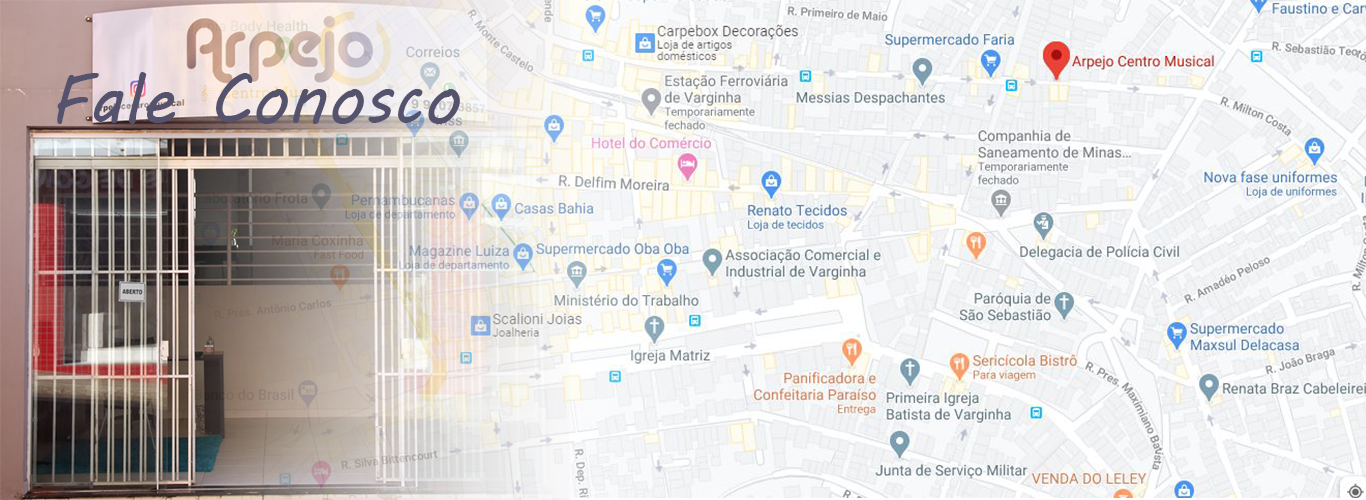 Arpejo
Fale Conosco
Body Health
Correios
ABERTO
R. Monte Castelo
R. Primeiro de Maio
Carpebox Decorações
Loja de artigos
domésticos
Supermercado Faria
Faustino e Car
R. Sebastião Teo
Arpejo Centro Musical
Messias Despachantes
Estação Ferroviária
de Varginha
Temporariamente
fechado
R. Milton Costa
Hotel do Comércio
Companhia de
Saneamento de Minas...
Temporariamente
fechado
R. Delfim Moreira
Nova fase uniformes
Loja de uniformes
Frota
Pernambucanas
Loja de departamento
Casas Bahia
Renato Tecidos
Loja de tecidos
Maria Coxinha
Fast Food
Magazine Luiza
Loja de departamento
Supermercado Oba Oba
Associação Comercial e
Industrial de Varginha
Delegacia de Polícia Civil
R. Amadéu Peloso
R. Milto
R. Pres. Antônio Carlos
Ministério do Trabalho
Paróquia de
São Sebastião
Scalioni Joias
Joalheria
Igreja Matriz
Supermercado
Maxsul Delacasa
R. João Braga
Sericícola Bistrô
Para viagem
R. Pres. Maximiano Batista
Panificadora e
Confeitaria Paraíso
Entrega
Primeira Igreja
Batista de Varginha
Renata Braz Cabeleirei
Banco do Brasil
R. Silva Bittencourt
R. Dep. Ri
Junta de Serviço Militar
VENDA DO LELEY